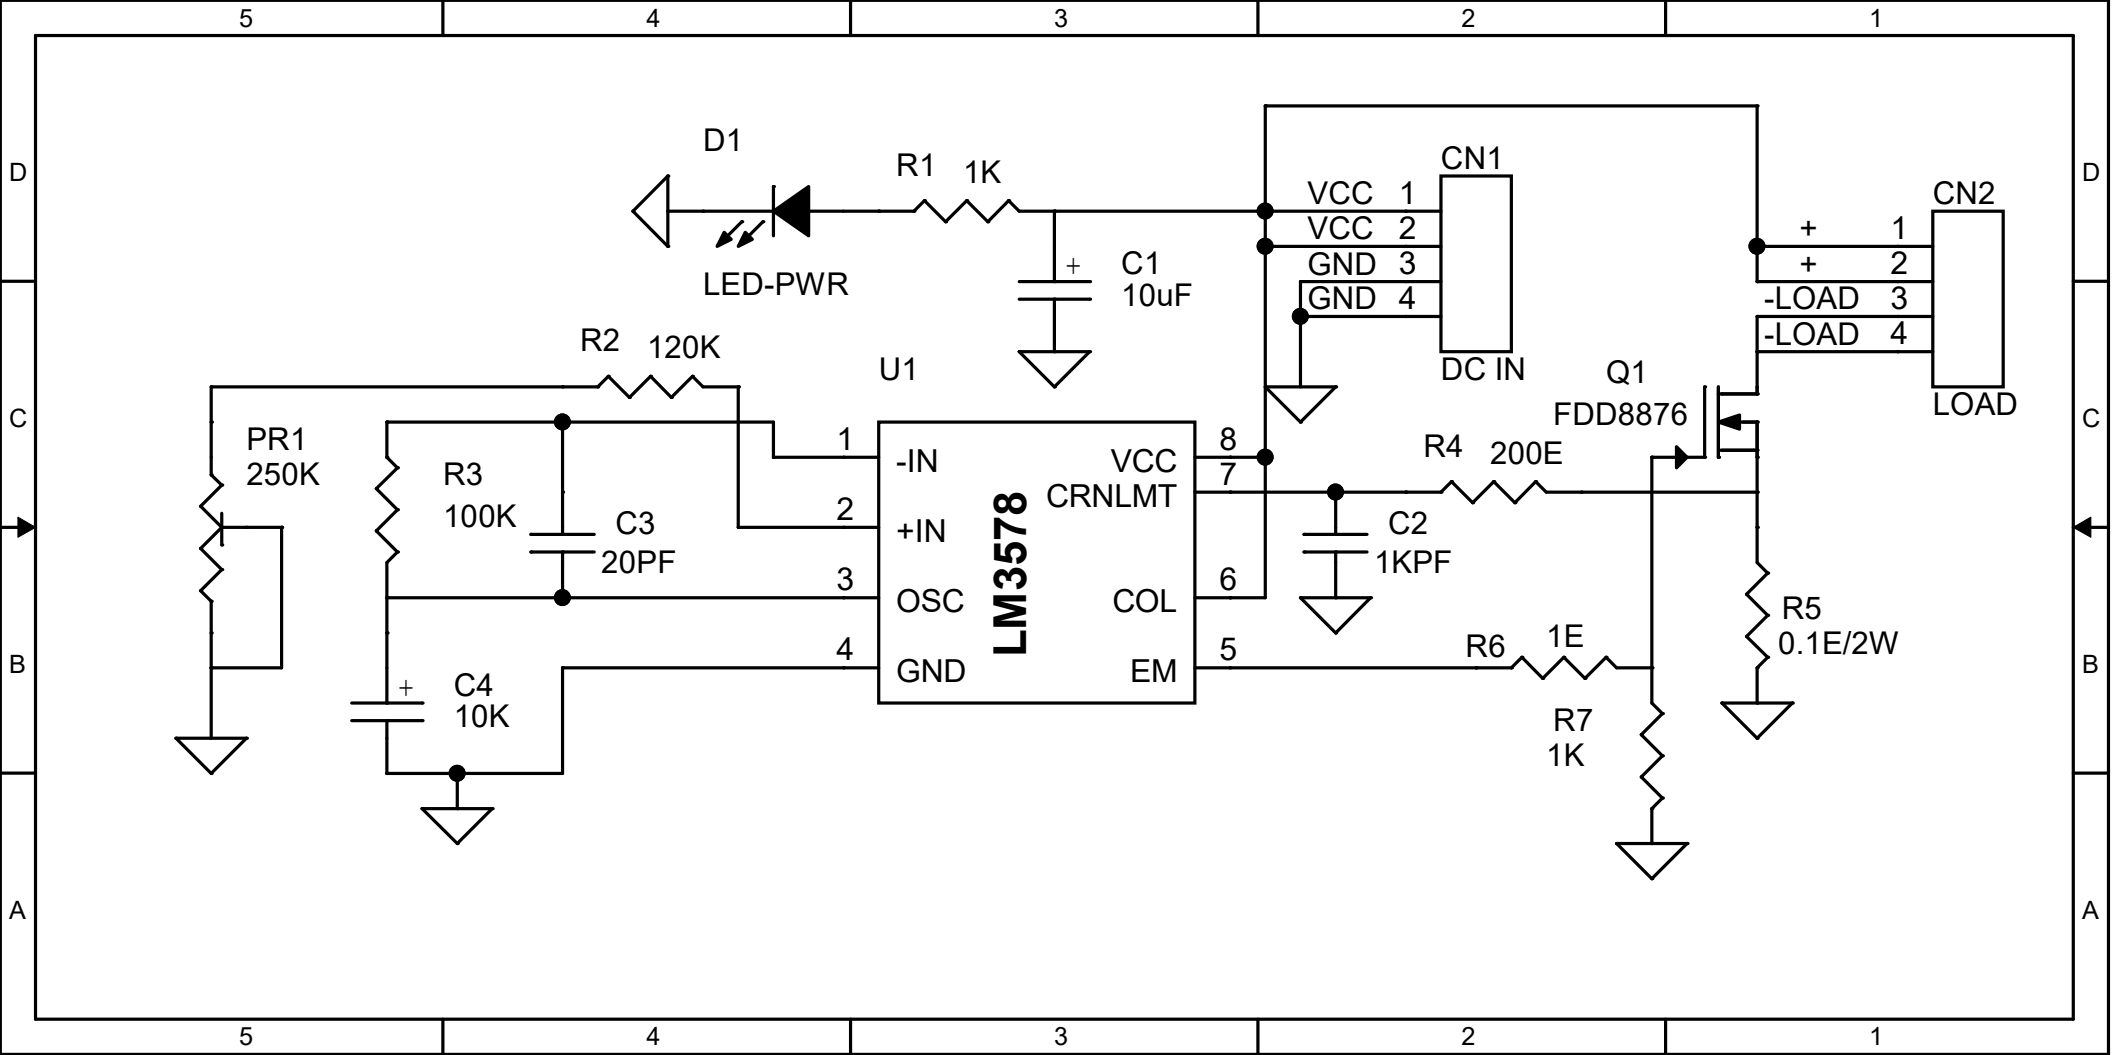 5 4 3 2 1
D D
C C
B B
A A
D1
LED-PWR
R1 1K
+
C1
10uF
CN1
VCC 1
VCC 2
GND 3
GND 4
DC IN
CN2
+ 1
+ 2
-LOAD 3
-LOAD 4
LOAD
R2 120K
U1
PR1
250K
R3
100K
C3
20PF
+
C4
10K
1 -IN
2 +IN
3 OSC
4 GND
LM3578
VCC 8
CRNLMT 7
COL 6
EM 5
Q1
FDD8876
R4 200E
C2
1KPF
R5
0.1E/2W
R6 1E
R7
1K
5 4 3 2 1